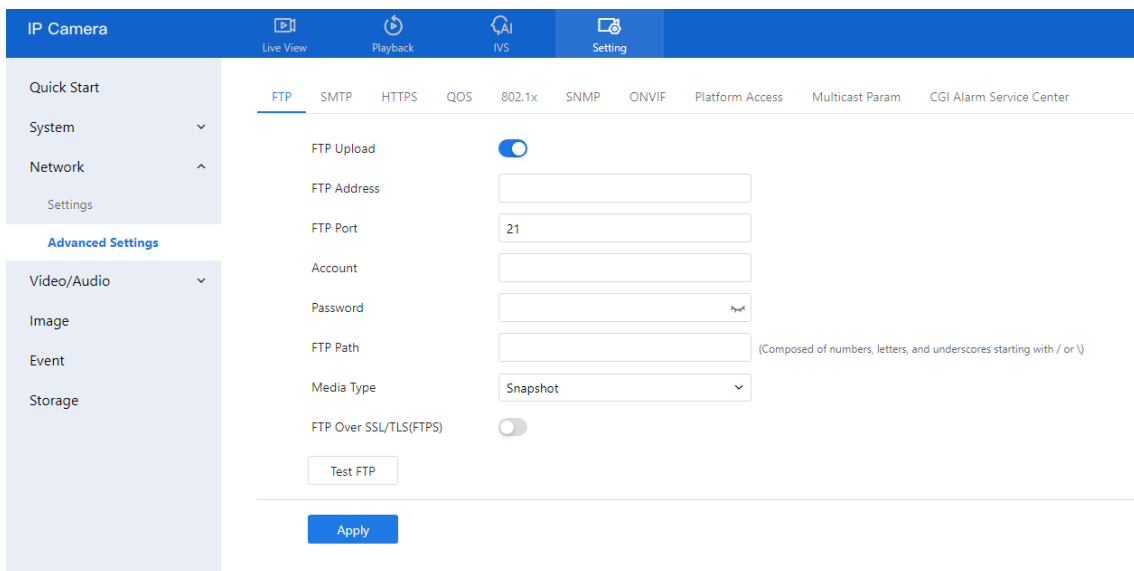 IP Camera
Live View
Playback
AI
IVS
Setting
Quick Start
System
Network
Settings
Advanced Settings
Video/Audio
Image
Event
Storage
FTP SMTP HTTPS QOS 802.1x SNMP ONVIF Platform Access Multicast Param CGI Alarm Service Center
FTP Upload
FTP Address
FTP Port 21
Account
Password
FTP Path (Composed of numbers, letters, and underscores starting with / or \)
Media Type Snapshot
FTP Over SSL/TLS(FTPS)
Test FTP
Apply